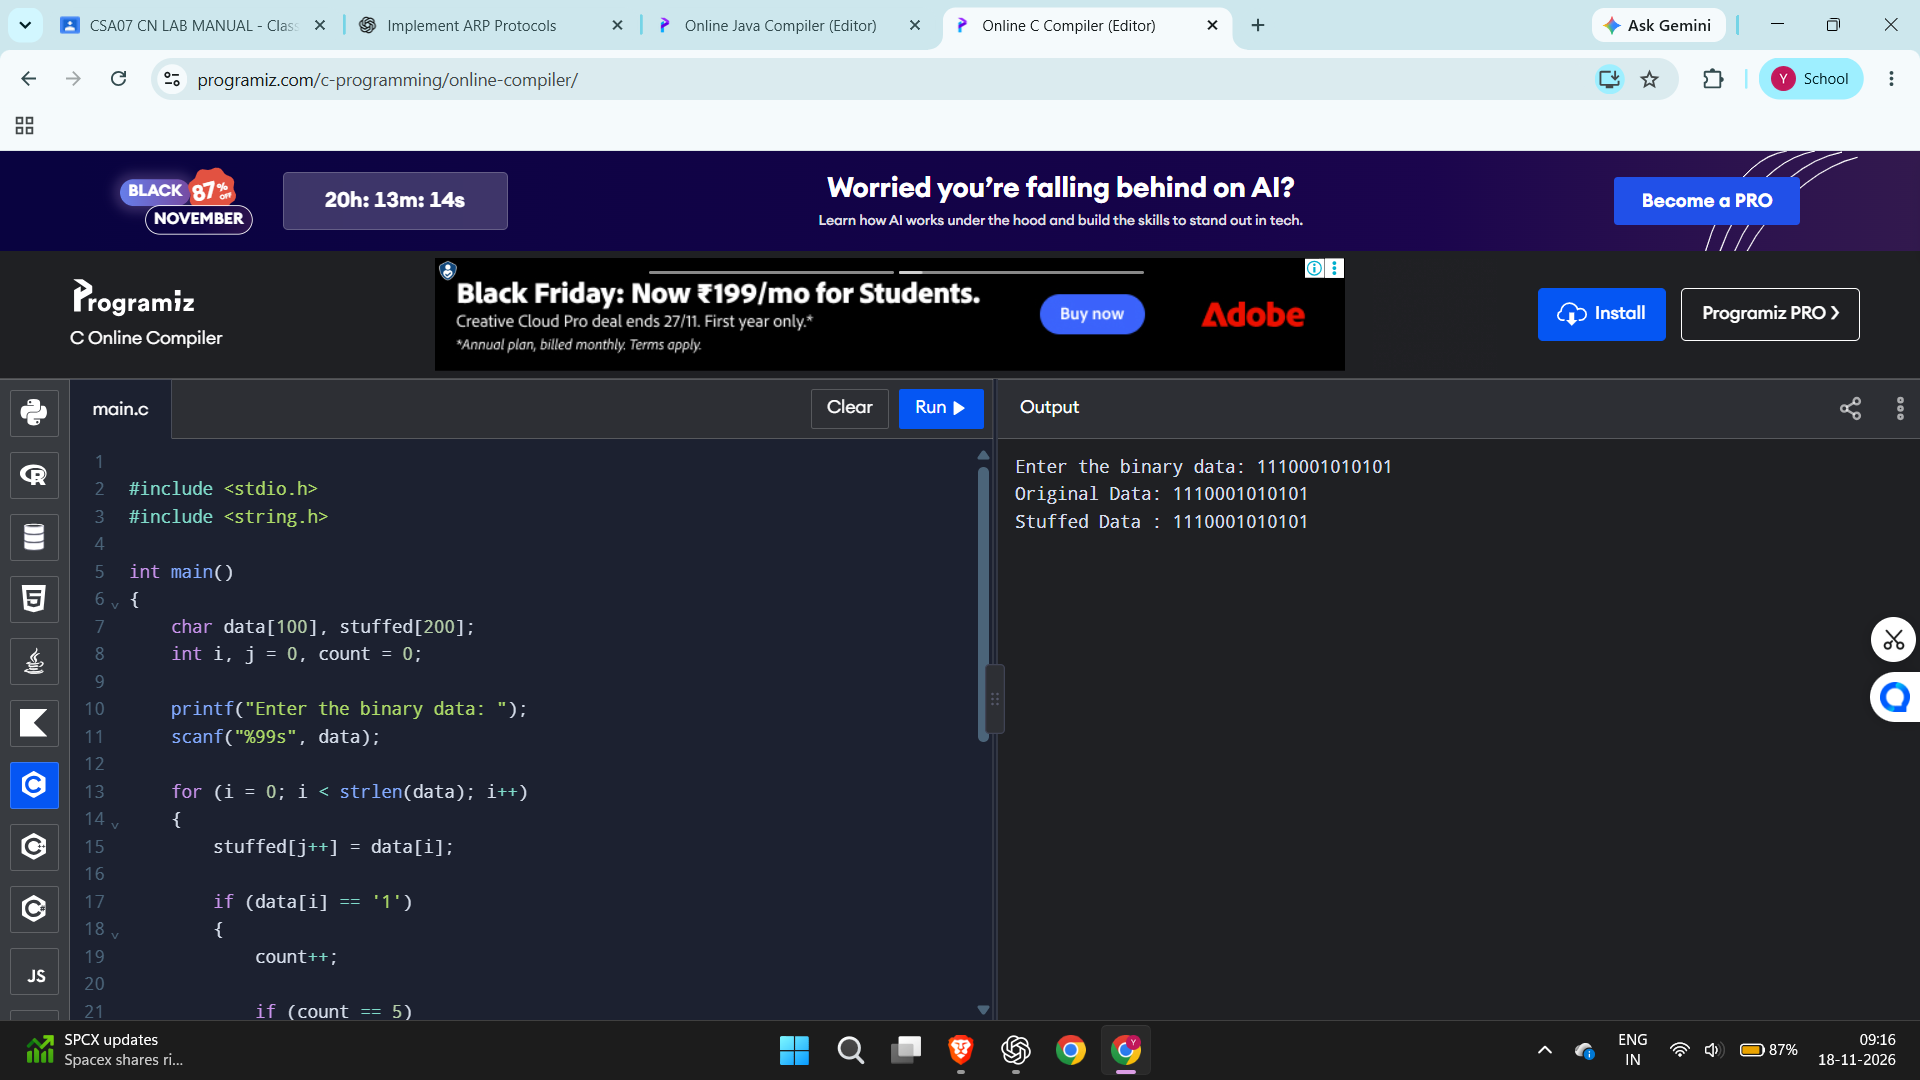 CSA07 CN LAB MANUAL - Clas
Implement ARP Protocols
Online Java Compiler (Editor)
Online C Compiler (Editor)
Ask Gemini
programiz.com/c-programming/online-compiler/
Y School
BLACK 87% OFF
NOVEMBER
20h: 13m: 14s
Worried you’re falling behind on AI?
Learn how AI works under the hood and build the skills to stand out in tech.
Become a PRO
Programiz
C Online Compiler
Black Friday: Now ₹199/mo for Students.
Creative Cloud Pro deal ends 27/11. First year only.*
*Annual plan, billed monthly. Terms apply.
Buy now
Adobe
Install
Programiz PRO
main.c
Clear
Run
Output
1
2 #include <stdio.h>
3 #include <string.h>
4
5 int main()
6 {
7 char data[100], stuffed[200];
8 int i, j = 0, count = 0;
9
10 printf("Enter the binary data: ");
11 scanf("%99s", data);
12
13 for (i = 0; i < strlen(data); i++)
14 {
15 stuffed[j++] = data[i];
16
17 if (data[i] == '1')
18 {
19 count++;
20
21 if (count == 5)
Enter the binary data: 1110001010101
Original Data: 1110001010101
Stuffed Data : 1110001010101
JS
SPCX updates
Spacex shares ri...
ENG
IN
87%
09:16
18-11-2026